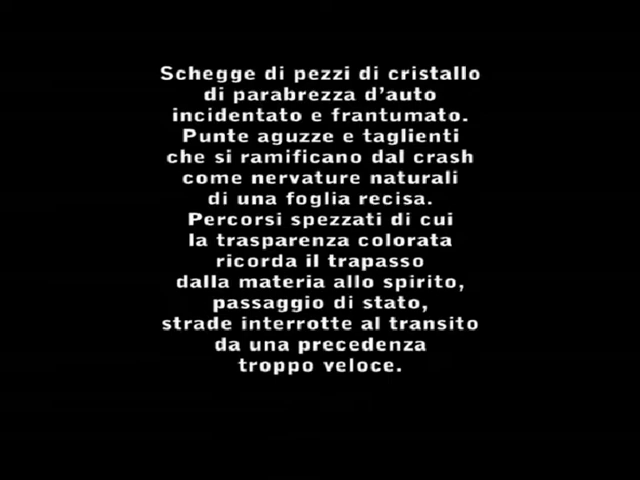 Schegge di pezzi di cristallo
di parabrezza d'auto
incidentato e frantumato.
Punte aguzze e taglienti
che si ramificano dal crash
come nervature naturali
di una foglia recisa.
Percorsi spezzati di cui
la trasparenza colorata
ricorda il trapasso
dalla materia allo spirito,
passaggio di stato,
strade interrotte al transito
da una precedenza
troppo veloce.